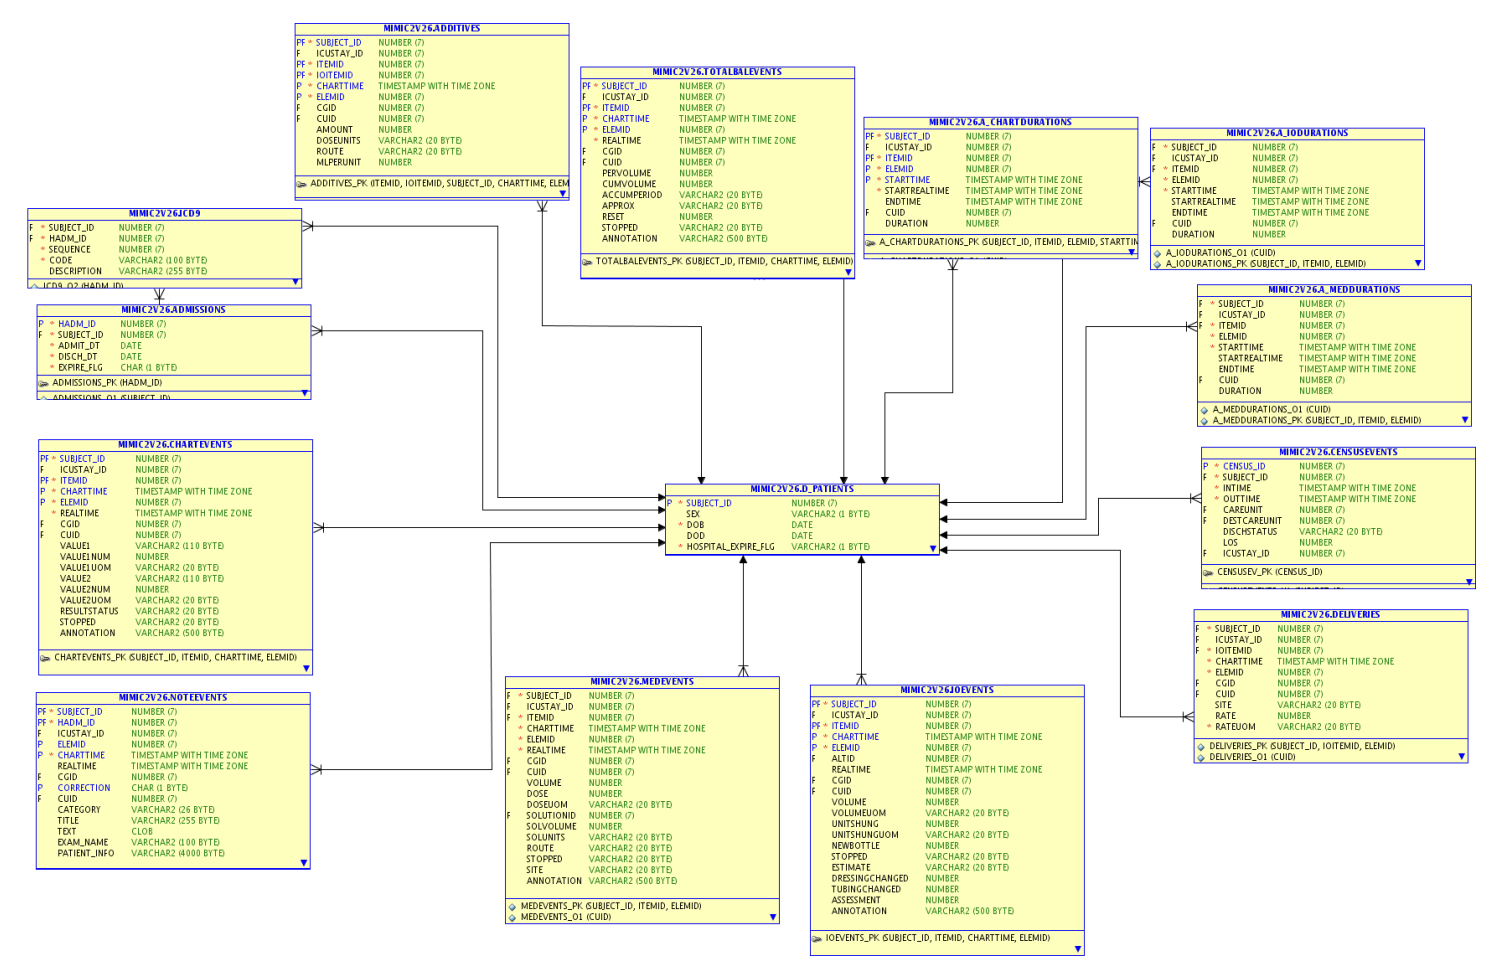 MIMIC2V26.ADDITIVES
PF * SUBJECT_ID NUMBER (7)
F ICUSTAY_ID NUMBER (7)
PF * ITEMID NUMBER (7)
PF * IOITEMID NUMBER (7)
P * CHARTTIME TIMESTAMP WITH TIME ZONE
P * ELEMID NUMBER (7)
F CGID NUMBER (7)
F CUID NUMBER (7)
AMOUNT NUMBER
DOSEUNITS VARCHAR2 (20 BYTE)
ROUTE VARCHAR2 (20 BYTE)
MLPERUNIT NUMBER
ADDITIVES_PK (ITEMID, IOITEMID, SUBJECT_ID, CHARTTIME, ELEM
MIMIC2V26.TOTALBALEVENTS
PF * SUBJECT_ID NUMBER (7)
F ICUSTAY_ID NUMBER (7)
PF * ITEMID NUMBER (7)
P * CHARTTIME TIMESTAMP WITH TIME ZONE
P * ELEMID NUMBER (7)
* REALTIME TIMESTAMP WITH TIME ZONE
F CGID NUMBER (7)
F CUID NUMBER (7)
PERVOLUME NUMBER
CUMVOLUME NUMBER
ACCUMPERIOD VARCHAR2 (20 BYTE)
APPROX VARCHAR2 (20 BYTE)
RESET NUMBER
STOPPED VARCHAR2 (20 BYTE)
ANNOTATION VARCHAR2 (500 BYTE)
TOTALBALEVENTS_PK (SUBJECT_ID, ITEMID, CHARTTIME, ELEMID)
MIMIC2V26.A_CHARTDURATIONS
PF * SUBJECT_ID NUMBER (7)
F ICUSTAY_ID NUMBER (7)
PF * ITEMID NUMBER (7)
P * ELEMID NUMBER (7)
P * STARTTIME TIMESTAMP WITH TIME ZONE
* STARTREALTIME TIMESTAMP WITH TIME ZONE
ENDTIME TIMESTAMP WITH TIME ZONE
F CUID NUMBER (7)
DURATION NUMBER
A_CHARTDURATIONS_PK (SUBJECT_ID, ITEMID, ELEMID, STARTTIM
MIMIC2V26.A_IODURATIONS
F * SUBJECT_ID NUMBER (7)
F ICUSTAY_ID NUMBER (7)
F * ITEMID NUMBER (7)
* ELEMID NUMBER (7)
* STARTTIME TIMESTAMP WITH TIME ZONE
STARTREALTIME TIMESTAMP WITH TIME ZONE
ENDTIME TIMESTAMP WITH TIME ZONE
F CUID NUMBER (7)
DURATION NUMBER
A_IODURATIONS_O1 (CUID)
A_IODURATIONS_PK (SUBJECT_ID, ITEMID, ELEMID)
MIMIC2V26.ICD9
F * SUBJECT_ID NUMBER (7)
F * HADM_ID NUMBER (7)
* SEQUENCE NUMBER (7)
* CODE VARCHAR2 (100 BYTE)
DESCRIPTION VARCHAR2 (255 BYTE)
ICD9_O2 (HADM_ID)
MIMIC2V26.ADMISSIONS
P * HADM_ID NUMBER (7)
F * SUBJECT_ID NUMBER (7)
* ADMIT_DT DATE
* DISCH_DT DATE
* EXPIRE_FLG CHAR (1 BYTE)
ADMISSIONS_PK (HADM_ID)
ADMISSIONS_O1 (SUBJECT_ID)
MIMIC2V26.A_MEDDURATIONS
F * SUBJECT_ID NUMBER (7)
F ICUSTAY_ID NUMBER (7)
F * ITEMID NUMBER (7)
* ELEMID NUMBER (7)
* STARTTIME TIMESTAMP WITH TIME ZONE
STARTREALTIME TIMESTAMP WITH TIME ZONE
ENDTIME TIMESTAMP WITH TIME ZONE
F CUID NUMBER (7)
DURATION NUMBER
A_MEDDURATIONS_O1 (CUID)
A_MEDDURATIONS_PK (SUBJECT_ID, ITEMID, ELEMID)
MIMIC2V26.CHARTEVENTS
PF * SUBJECT_ID NUMBER (7)
F ICUSTAY_ID NUMBER (7)
PF * ITEMID NUMBER (7)
P * CHARTTIME TIMESTAMP WITH TIME ZONE
P * ELEMID NUMBER (7)
* REALTIME TIMESTAMP WITH TIME ZONE
F CGID NUMBER (7)
F CUID NUMBER (7)
VALUE1 VARCHAR2 (110 BYTE)
VALUE1NUM NUMBER
VALUE1UOM VARCHAR2 (20 BYTE)
VALUE2 VARCHAR2 (110 BYTE)
VALUE2NUM NUMBER
VALUE2UOM VARCHAR2 (20 BYTE)
RESULTSTATUS VARCHAR2 (20 BYTE)
STOPPED VARCHAR2 (20 BYTE)
ANNOTATION VARCHAR2 (500 BYTE)
CHARTEVENTS_PK (SUBJECT_ID, ITEMID, CHARTTIME, ELEMID)
MIMIC2V26.D_PATIENTS
P * SUBJECT_ID NUMBER (7)
SEX VARCHAR2 (1 BYTE)
* DOB DATE
DOD DATE
* HOSPITAL_EXPIRE_FLG VARCHAR2 (1 BYTE)
MIMIC2V26.CENSUSEVENTS
P * CENSUS_ID NUMBER (7)
F * SUBJECT_ID NUMBER (7)
* INTIME TIMESTAMP WITH TIME ZONE
* OUTTIME TIMESTAMP WITH TIME ZONE
F CAREUNIT NUMBER (7)
F DESTCAREUNIT NUMBER (7)
DISCHSTATUS VARCHAR2 (20 BYTE)
LOS NUMBER
F ICUSTAY_ID NUMBER (7)
CENSUSEV_PK (CENSUS_ID)
MIMIC2V26.DELIVERIES
F * SUBJECT_ID NUMBER (7)
F ICUSTAY_ID NUMBER (7)
F * IOITEMID NUMBER (7)
* CHARTTIME TIMESTAMP WITH TIME ZONE
* ELEMID NUMBER (7)
F CGID NUMBER (7)
F CUID NUMBER (7)
SITE VARCHAR2 (20 BYTE)
RATE NUMBER
* RATEUOM VARCHAR2 (20 BYTE)
DELIVERIES_PK (SUBJECT_ID, IOITEMID, ELEMID)
DELIVERIES_O1 (CUID)
MIMIC2V26.NOTEEVENTS
PF * SUBJECT_ID NUMBER (7)
PF * HADM_ID NUMBER (7)
F ICUSTAY_ID NUMBER (7)
P ELEMID NUMBER (7)
P * CHARTTIME TIMESTAMP WITH TIME ZONE
REALTIME TIMESTAMP WITH TIME ZONE
F CGID NUMBER (7)
P CORRECTION CHAR (1 BYTE)
F CUID NUMBER (7)
CATEGORY VARCHAR2 (26 BYTE)
TITLE VARCHAR2 (255 BYTE)
TEXT CLOB
EXAM_NAME VARCHAR2 (100 BYTE)
PATIENT_INFO VARCHAR2 (4000 BYTE)
MIMIC2V26.MEDEVENTS
F * SUBJECT_ID NUMBER (7)
F ICUSTAY_ID NUMBER (7)
F * ITEMID NUMBER (7)
* CHARTTIME TIMESTAMP WITH TIME ZONE
* ELEMID NUMBER (7)
* REALTIME TIMESTAMP WITH TIME ZONE
F CGID NUMBER (7)
F CUID NUMBER (7)
VOLUME NUMBER
DOSE NUMBER
DOSEUOM VARCHAR2 (20 BYTE)
F SOLUTIONID NUMBER (7)
SOLVOLUME NUMBER
SOLUNITS VARCHAR2 (20 BYTE)
ROUTE VARCHAR2 (20 BYTE)
STOPPED VARCHAR2 (20 BYTE)
SITE VARCHAR2 (20 BYTE)
ANNOTATION VARCHAR2 (500 BYTE)
MEDEVENTS_PK (SUBJECT_ID, ITEMID, ELEMID)
MEDEVENTS_O1 (CUID)
MIMIC2V26.IOEVENTS
PF * SUBJECT_ID NUMBER (7)
F ICUSTAY_ID NUMBER (7)
PF * ITEMID NUMBER (7)
P * CHARTTIME TIMESTAMP WITH TIME ZONE
P * ELEMID NUMBER (7)
F ALTID NUMBER (7)
REALTIME TIMESTAMP WITH TIME ZONE
F CGID NUMBER (7)
F CUID NUMBER (7)
VOLUME NUMBER
VOLUMEUOM VARCHAR2 (20 BYTE)
UNITSHUNG NUMBER
UNITSHUNGUOM VARCHAR2 (20 BYTE)
NEWBOTTLE NUMBER
STOPPED VARCHAR2 (20 BYTE)
ESTIMATE VARCHAR2 (20 BYTE)
DRESSINGCHANGED NUMBER
TUBINGCHANGED NUMBER
ASSESSMENT NUMBER
ANNOTATION VARCHAR2 (500 BYTE)
IOEVENTS_PK (SUBJECT_ID, ITEMID, CHARTTIME, ELEMID)